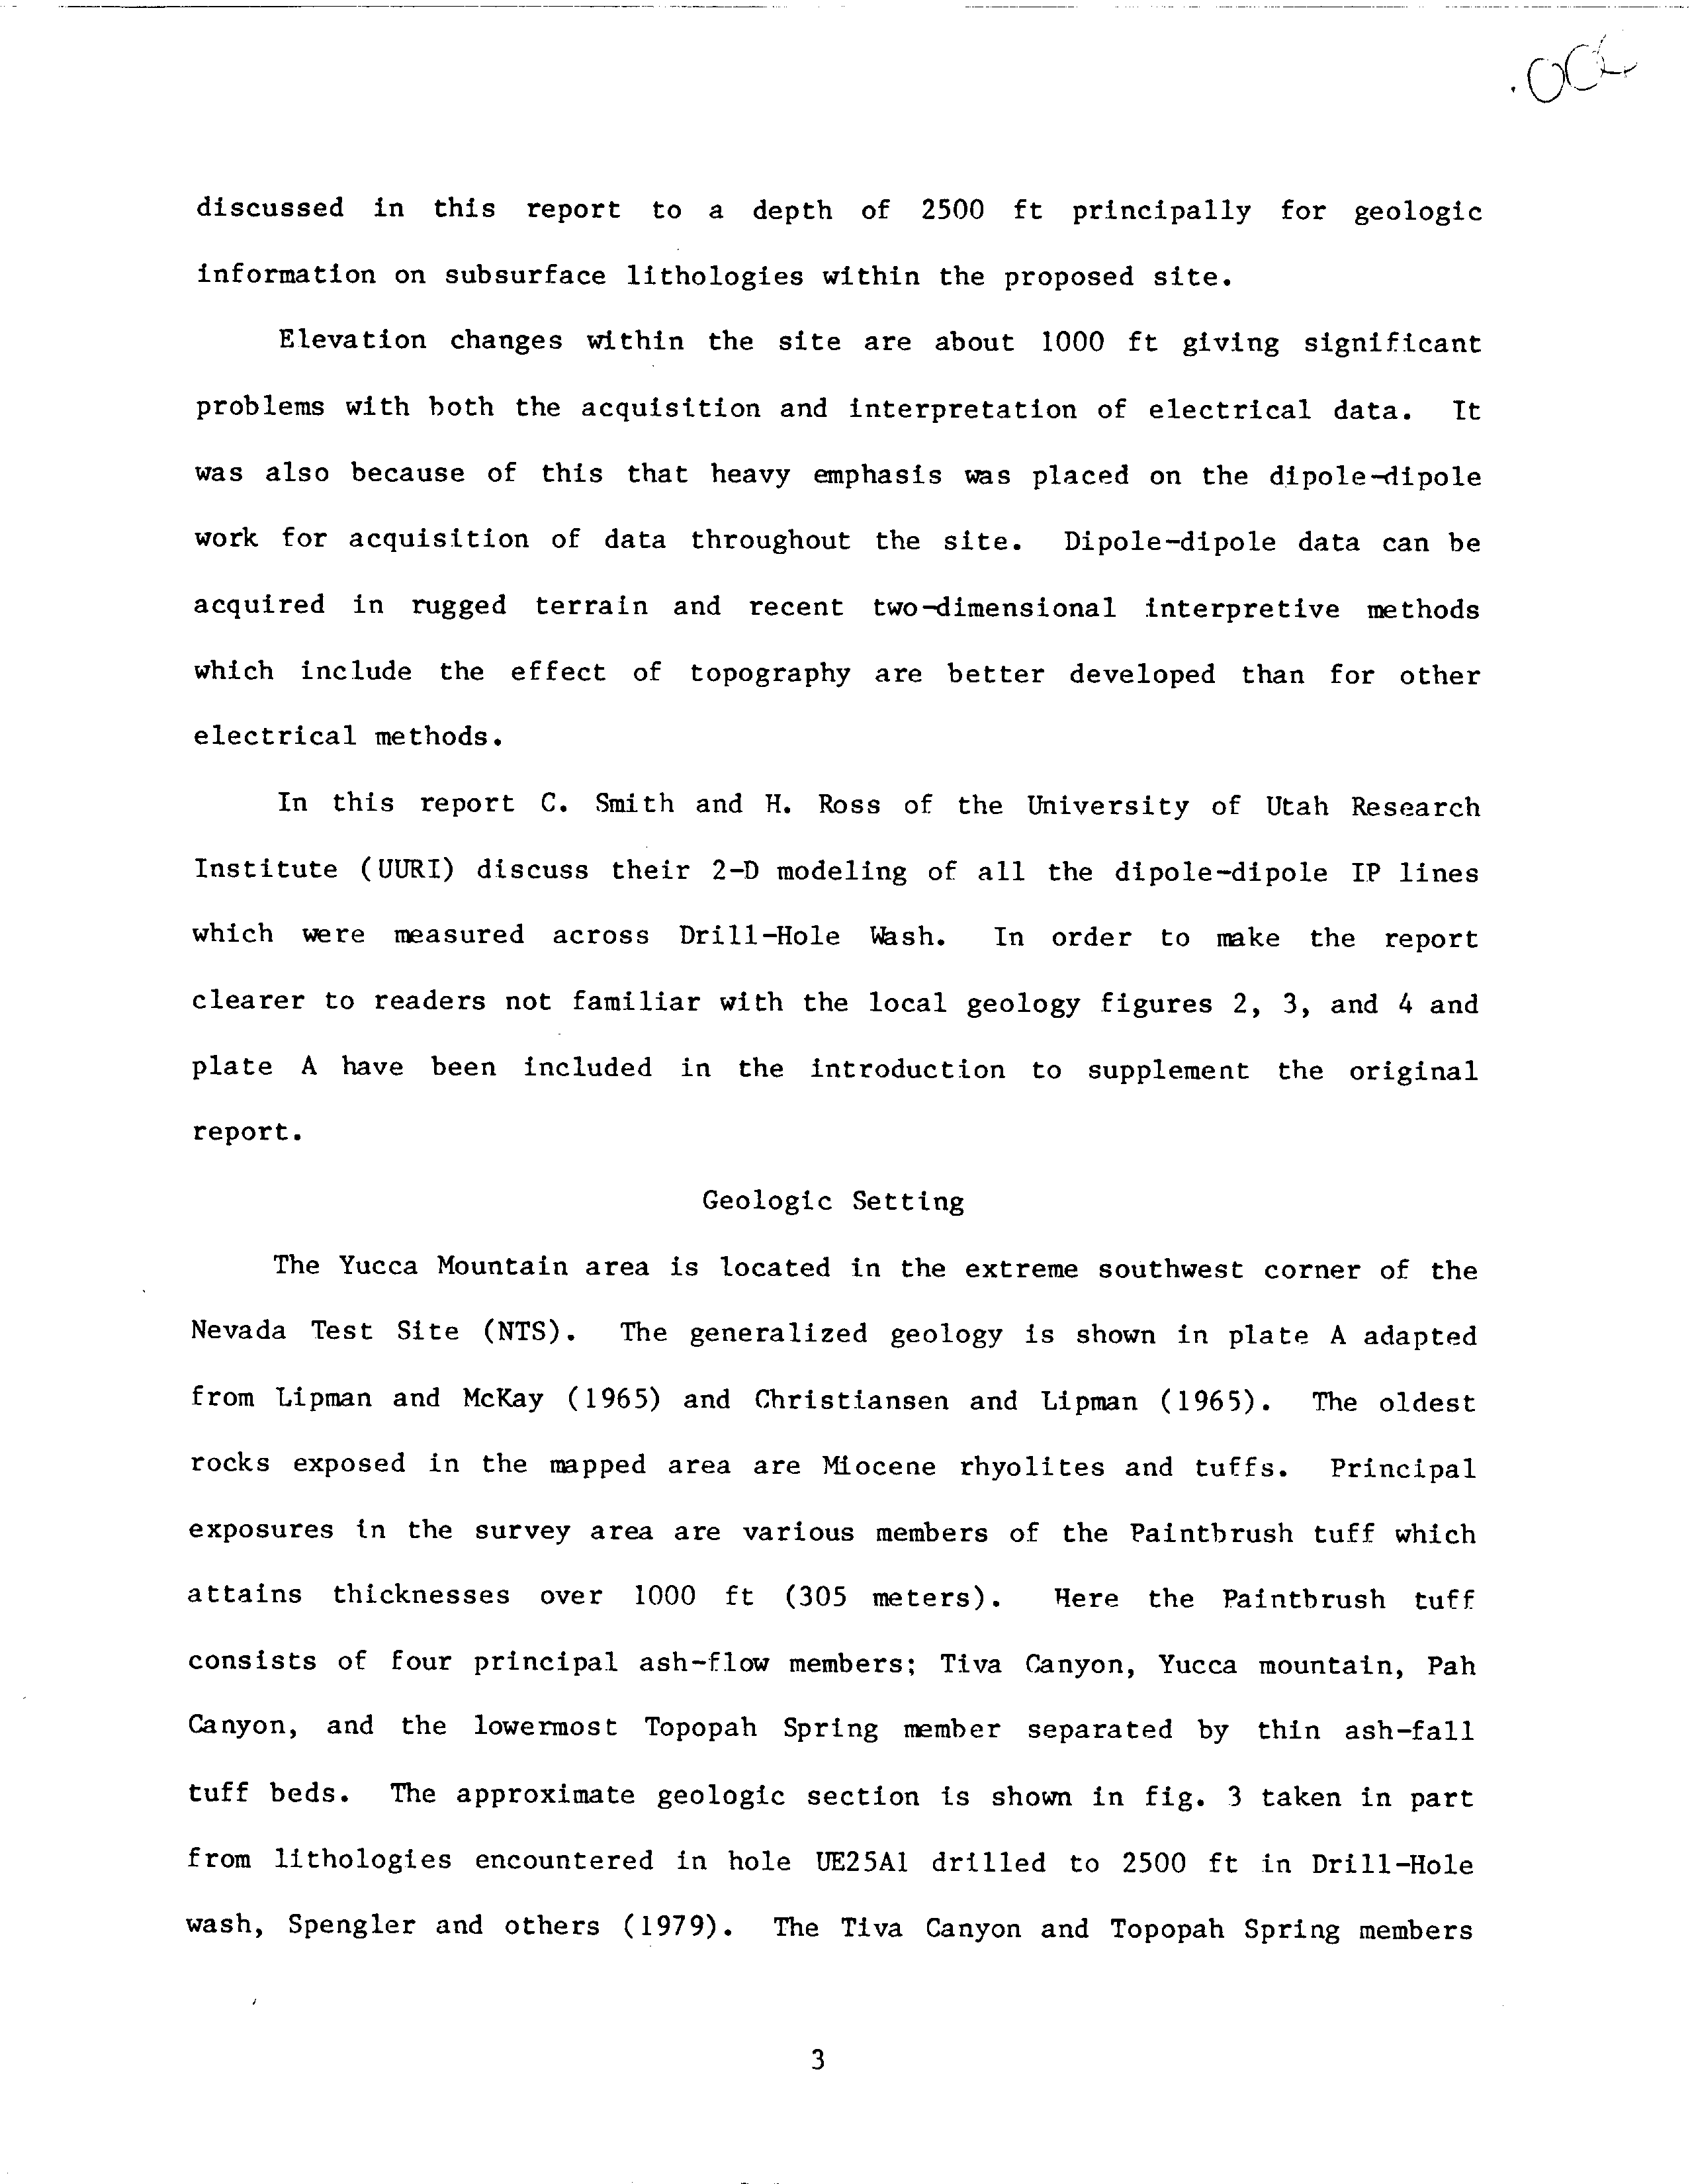 discussed in this report to a depth of 2500 ft principally for geologic
information on subsurface lithologies within the proposed site.
Elevation changes within the site are about 1000 ft giving significant
problems with both the acquisition and interpretation of electrical data. It
was also because of this that heavy emphasis was placed on the dipole-dipole
work for acquisition of data throughout the site. Dipole-dipole data can be
acquired in rugged terrain and recent two-dimensional interpretive methods
which include the effect of topography are better developed than for other
electrical methods.
In this report C. Smith and H. Ross of the University of Utah Research
Institute (UURI) discuss their 2-D modeling of all the dipole-dipole IP lines
which were measured across Drill-Hole Wash. In order to make the report
clearer to readers not familiar with the local geology figures 2, 3, and 4 and
plate A have been included in the introduction to supplement the original
report.
Geologic Setting
The Yucca Mountain area is located in the extreme southwest corner of the
Nevada Test Site (NTS). The generalized geology is shown in plate A adapted
from Lipman and McKay (1965) and Christiansen and Lipman (1965). The oldest
rocks exposed in the mapped area are Miocene rhyolites and tuffs. Principal
exposures in the survey area are various members of the Paintbrush tuff which
attains thicknesses over 1000 ft (305 meters). Here the Paintbrush tuff
consists of four principal ash-flow members; Tiva Canyon, Yucca mountain, Pah
Canyon, and the lowermost Topopah Spring member separated by thin ash-fall
tuff beds. The approximate geologic section is shown in fig. 3 taken in part
from lithologies encountered in hole UE25A1 drilled to 2500 ft in Drill-Hole
wash, Spengler and others (1979). The Tiva Canyon and Topopah Spring members
3